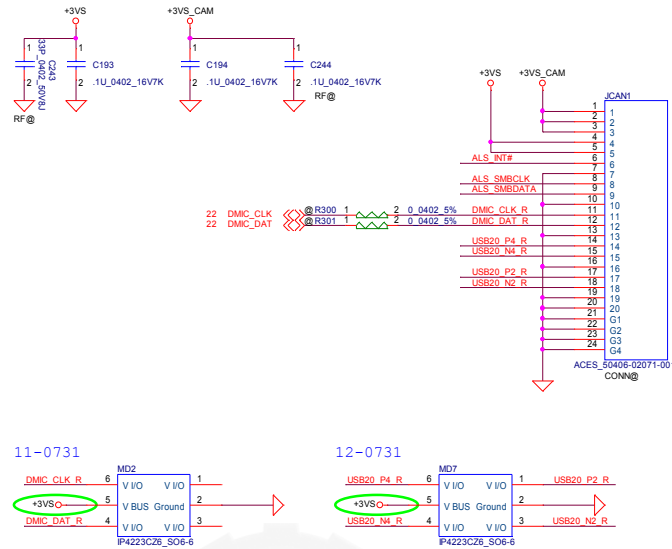 +3VS
+3VS_CAM
1
C243
33P_0402_50V8J
2
RF@
1
C193
2
.1U_0402_16V7K
1
C194
2
.1U_0402_16V7K
1
C244
2
.1U_0402_16V7K
RF@
+3VS
+3VS_CAM
JCAN1
1 1
2 2
3 3
4 4
5 5
ALS_INT# 6 6
7 7
ALS_SMBCLK 8 8
ALS_SMBDATA 9 9
10 10
22 DMIC_CLK @ R300 1 2 0_0402_5% DMIC_CLK_R 11 11
22 DMIC_DAT @ R301 1 2 0_0402_5% DMIC_DAT_R 12 12
13 13
USB20_P4_R 14 14
USB20_N4_R 15 15
16 16
USB20_P2_R 17 17
USB20_N2_R 18 18
19 19
20 20
21 G1
22 G2
23 G3
24 G4
ACES_50406-02071-00
CONN@
11-0731
MD2
DMIC_CLK_R 6 V I/O V I/O 1
+3VS 5 V BUS Ground 2
DMIC_DAT_R 4 V I/O V I/O 3
IP4223CZ6_SO6-6
12-0731
MD7
USB20_P4_R 6 V I/O V I/O 1 USB20_P2_R
+3VS 5 V BUS Ground 2
USB20_N4_R 4 V I/O V I/O 3 USB20_N2_R
IP4223CZ6_SO6-6